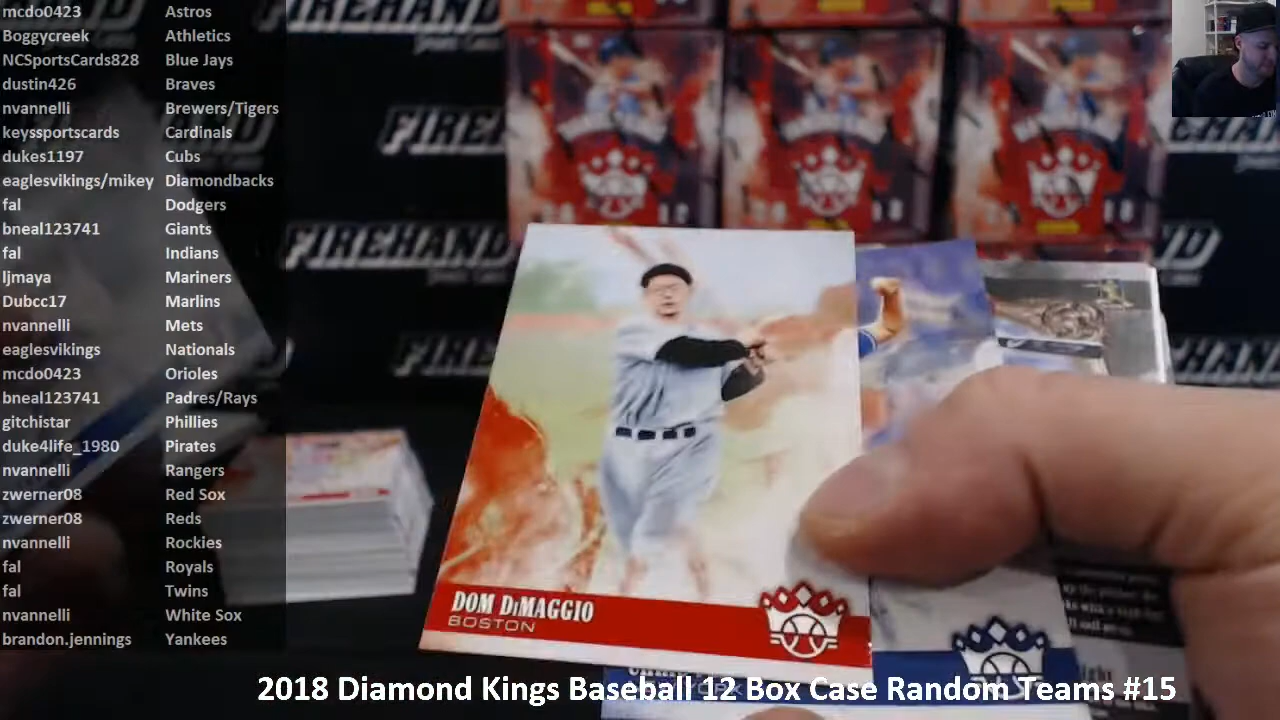 mcdo0423 Astros
Boggycreek Athletics
NCSportsCards828 Blue Jays
dustin426 Braves
nvannelli Brewers/Tigers
keyssportscards Cardinals
dukes1197 Cubs
eaglesvikings/mikey Diamondbacks
fal Dodgers
bneal123741 Giants
fal Indians
ljmaya Mariners
Dubcc17 Marlins
nvannelli Mets
eaglesvikings Nationals
mcdo0423 Orioles
bneal123741 Padres/Rays
gitchistar Phillies
duke4life_1980 Pirates
nvannelli Rangers
zwerner08 Red Sox
zwerner08 Reds
nvannelli Rockies
fal Royals
fal Twins
nvannelli White Sox
brandon.jennings Yankees
FIREHAND
FIREHAND
FIREHAND
DOM DiMAGGIO
BOSTON
2018 Diamond Kings Baseball 12 Box Case Random Teams #15